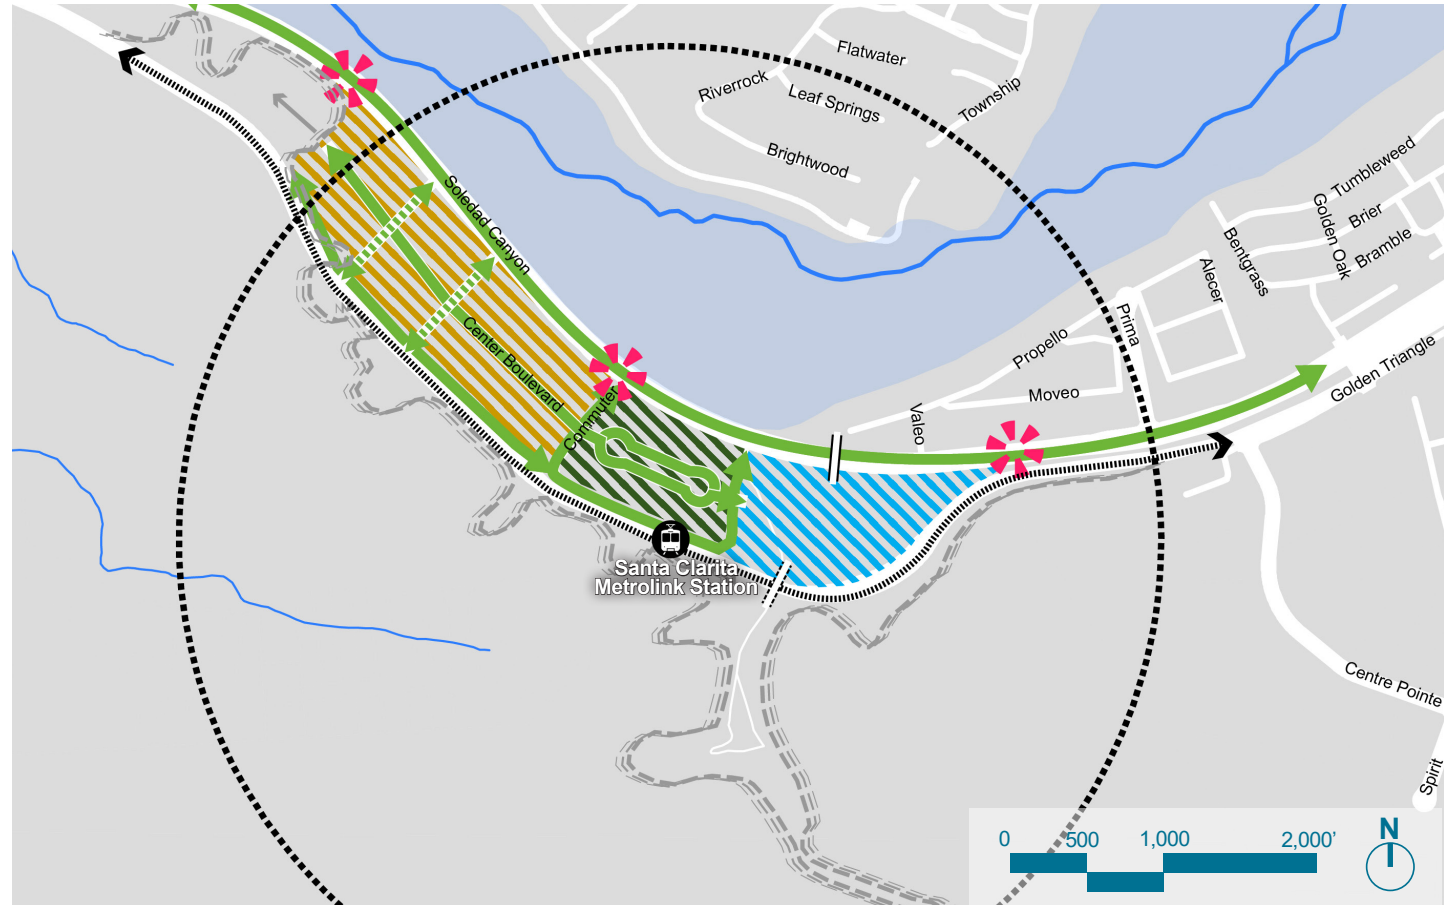 Flatwater
Riverrock
Leaf Springs
Township
Brightwood
Tumbleweed
Golden Oak
Brier
Bramble
Bentgrass
Alecer
Soledad Canyon
Prima
Propello
Center Boulevard
Golden Triangle
Moveo
Commuter
Valeo
Santa Clarita
Metrolink Station
Centre Pointe
Spirit
0 500 1,000 2,000’
N